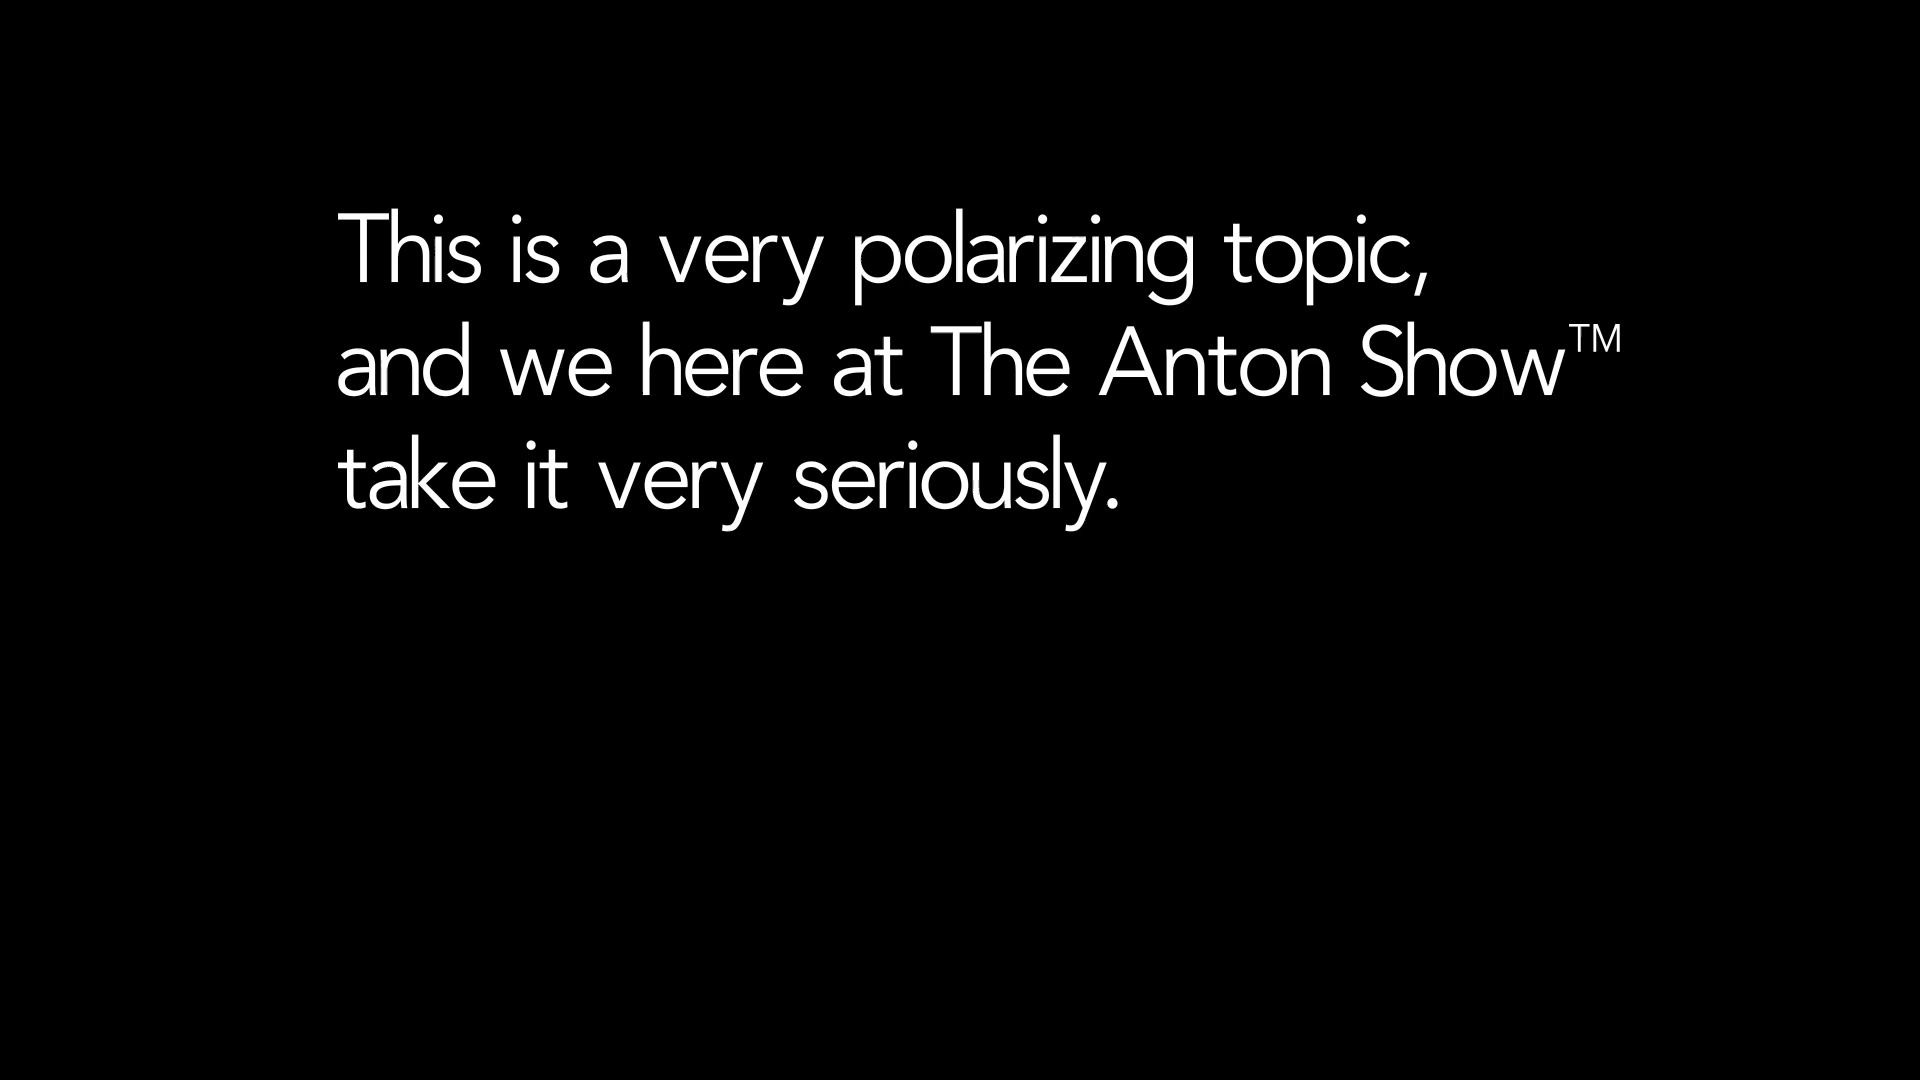 This is a very polarizing topic,
and we here at The Anton Show™
take it very seriously.